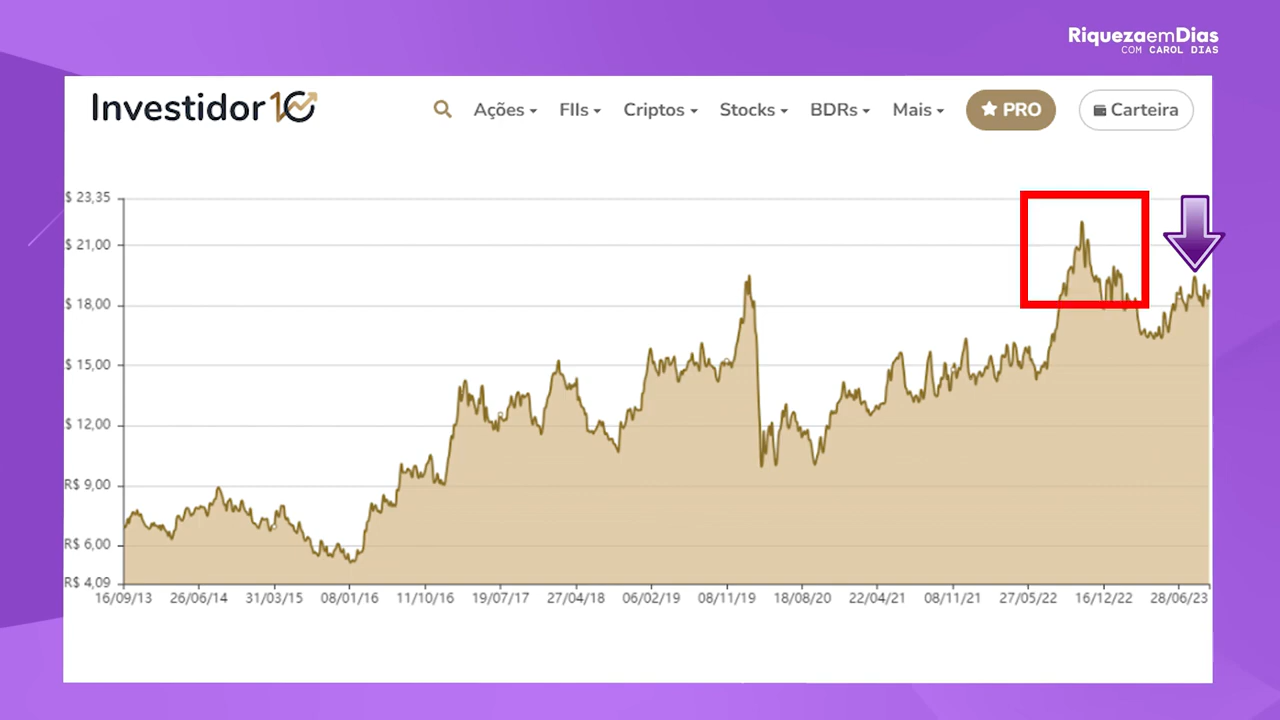 RiquezaemDias
COM CAROL DIAS
Investidor 10
Ações FIIs Criptos Stocks BDRs Mais PRO Carteira
$ 23,35
$ 21,00
$ 18,00
$ 15,00
$ 12,00
R$ 9,00
R$ 6,00
R$ 4,09
16/09/13 26/06/14 31/03/15 08/01/16 11/10/16 19/07/17 27/04/18 06/02/19 08/11/19 18/08/20 22/04/21 08/11/21 27/05/22 16/12/22 28/06/23